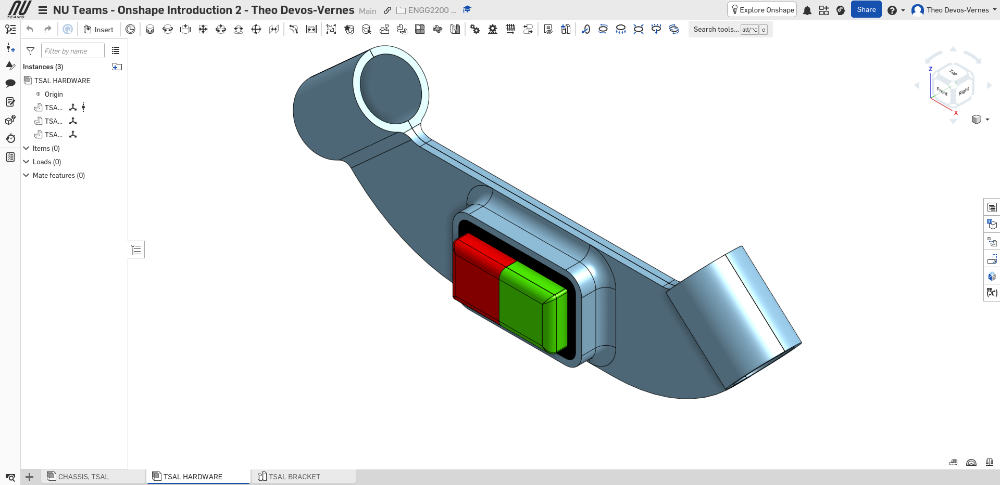 NU TEAMS
NU Teams - Onshape Introduction 2 - Theo Devos-Vernes Main ENGG2200 ...
Explore Onshape
Share
Theo Devos-Vernes
Insert
Search tools... alt/⌥ c
Filter by name
Instances (3)
TSAL HARDWARE
Origin
TSA...
TSA...
TSA...
Items (0)
Loads (0)
Mate features (0)
Z
Top
Y
Front
Right
X
(x)
CHASSIS, TSAL
TSAL HARDWARE
TSAL BRACKET